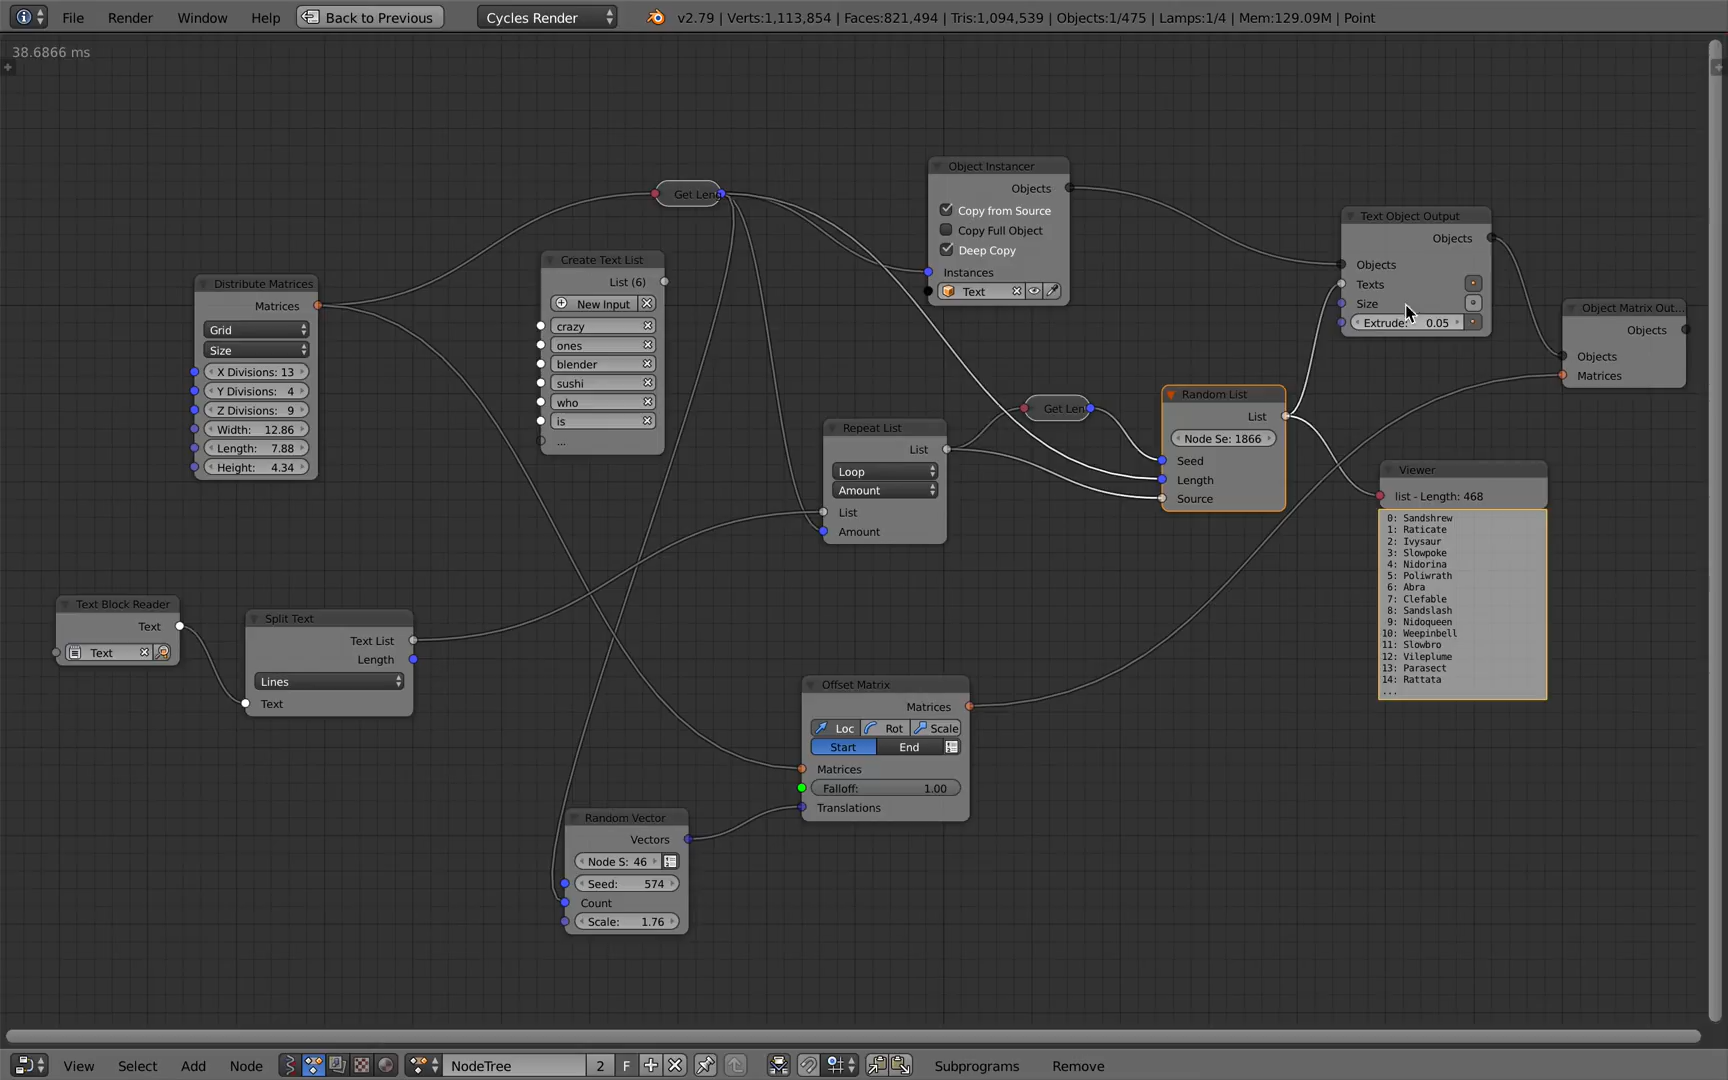 File Render Window Help Back to Previous Cycles Render v2.79 | Verts:1,113,854 | Faces:821,494 | Tris:1,094,539 | Objects:1/475 | Lamps:1/4 | Mem:129.09M | Point
38.6866 ms
Get Len
Object Instancer
Objects
Copy from Source
Copy Full Object
Deep Copy
Instances
Text
Text Object Output
Objects
Objects
Texts
Size
Extrude: 0.05
Object Matrix Out...
Objects
Objects
Matrices
Distribute Matrices
Matrices
Grid
Size
X Divisions: 13
Y Divisions: 4
Z Divisions: 9
Width: 12.86
Length: 7.88
Height: 4.34
Create Text List
List (6)
New Input
crazy
ones
blender
sushi
who
is
...
Repeat List
List
Loop
Amount
List
Amount
Get Len
Random List
List
Node Se: 1866
Seed
Length
Source
Viewer
list - Length: 468
0: Sandshrew
1: Raticate
2: Ivysaur
3: Slowpoke
4: Nidorina
5: Poliwrath
6: Abra
7: Clefable
8: Sandslash
9: Nidoqueen
10: Weepinbell
11: Slowbro
12: Vileplume
13: Parasect
14: Rattata
...
Text Block Reader
Text
Text
Split Text
Text List
Length
Lines
Text
Offset Matrix
Matrices
Loc Rot Scale
Start End
Matrices
Falloff: 1.00
Translations
Random Vector
Vectors
Node S: 46
Seed: 574
Count
Scale: 1.76
View Select Add Node NodeTree 2 F Subprograms Remove